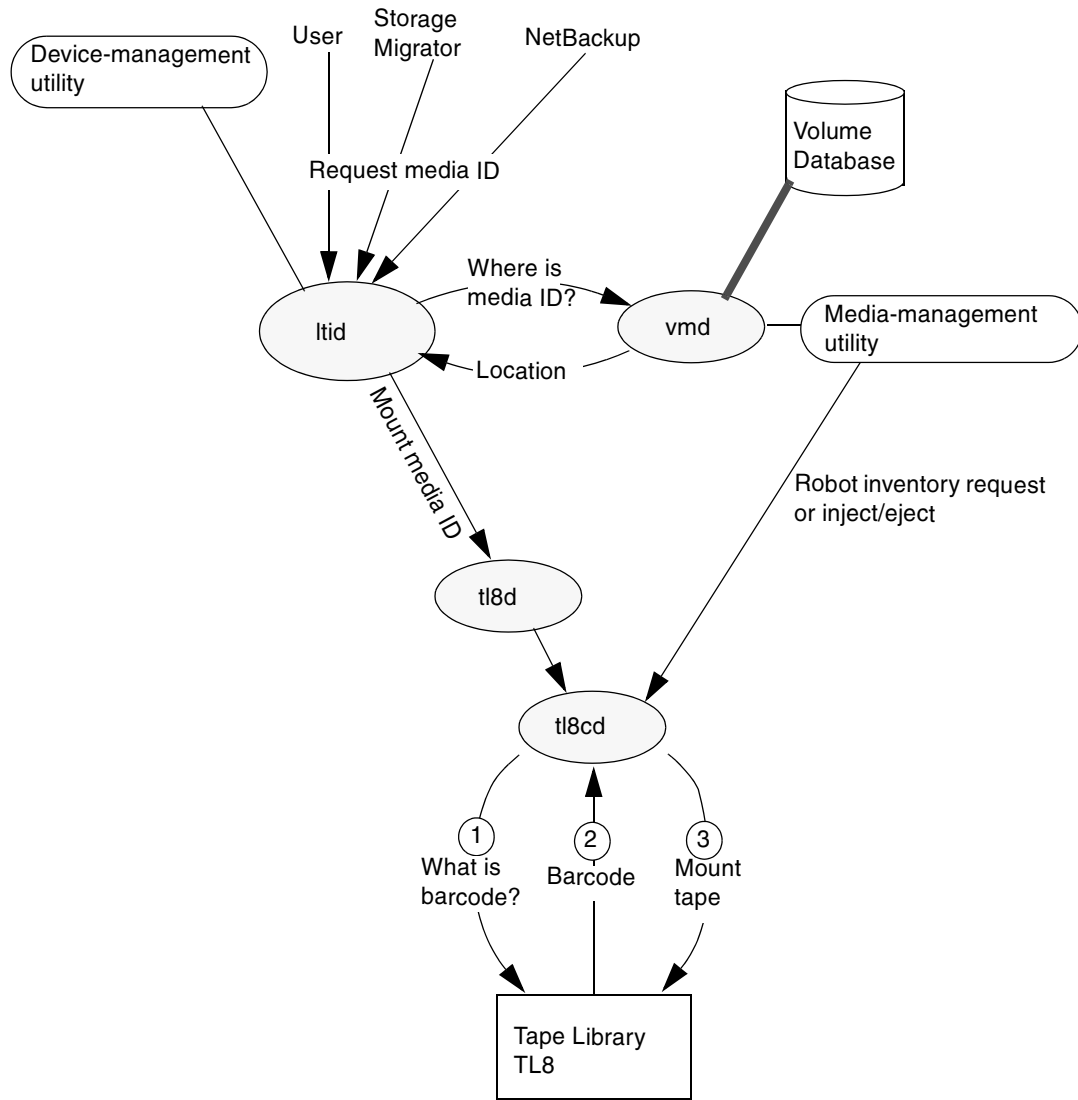 User
Storage
Migrator
NetBackup
Device-management
utility
Volume
Database
Request media ID
Where is
media ID?
ltid
vmd
Media-management
utility
Location
Mount media ID
Robot inventory request
or inject/eject
tl8d
tl8cd
1
What is
barcode?
2
Barcode
3
Mount
tape
Tape Library
TL8